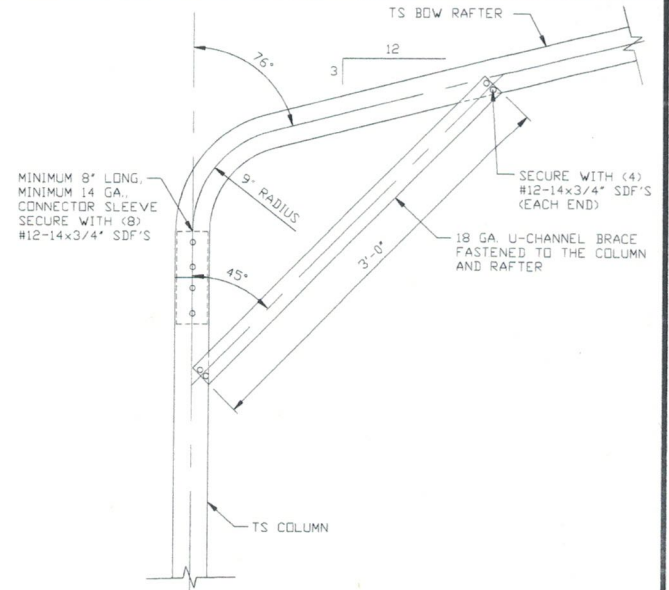 TS BOW RAFTER
76°
12
3
MINIMUM 8" LONG,
MINIMUM 14 GA.,
CONNECTOR SLEEVE
SECURE WITH (8)
#12-14x3/4" SDF'S
9" RADIUS
SECURE WITH (4)
#12-14x3/4" SDF'S
(EACH END)
18 GA. U-CHANNEL BRACE
FASTENED TO THE COLUMN
AND RAFTER
3'-0"
45°
TS COLUMN